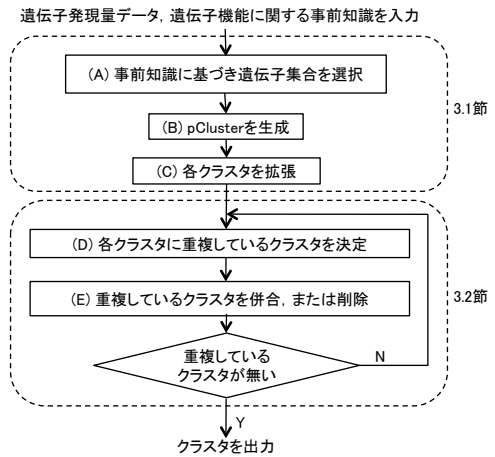 遺伝子発現量データ，遺伝子機能に関する事前知識を入力
(A) 事前知識に基づき遺伝子集合を選択
(B) pClusterを生成
3.1節
(C) 各クラスタを拡張
(D) 各クラスタに重複しているクラスタを決定
(E) 重複しているクラスタを併合，または削除
3.2節
重複している
クラスタが無い
N
Y
クラスタを出力